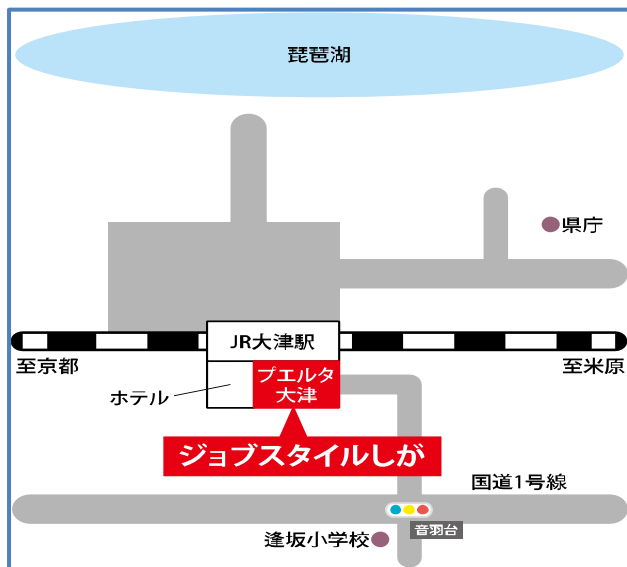 琵琶湖
県庁
JR大津駅
至京都
至米原
プエルタ
大津
ホテル
ジョブスタイルしが
国道1号線
音羽台
逢坂小学校